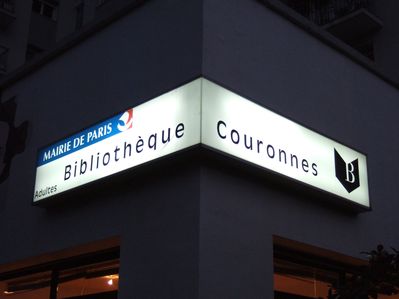 MAIRIE DE PARIS
Bibliothèque
Adultes
Couronnes
B